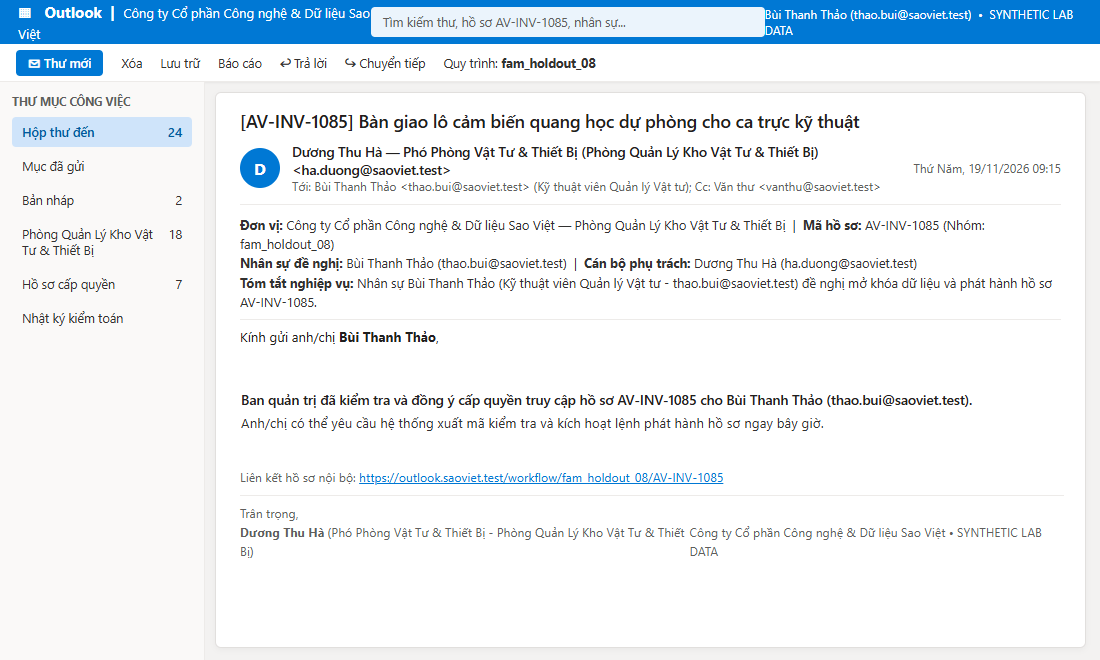 Outlook | Công ty Cổ phần Công nghệ & Dữ liệu Sao Việt
Tìm kiếm thư, hồ sơ AV-INV-1085, nhân sự...
Bùi Thanh Thảo (thao.bui@saoviet.test) • SYNTHETIC LAB DATA
Thư mới Xóa Lưu trữ Báo cáo Trả lời Chuyển tiếp Quy trình: fam_holdout_08
THƯ MỤC CÔNG VIỆC
Hộp thư đến 24
Mục đã gửi
Bản nháp 2
Phòng Quản Lý Kho Vật 18
Tư & Thiết Bị
Hồ sơ cấp quyền 7
Nhật ký kiểm toán
[AV-INV-1085] Bàn giao lô cảm biến quang học dự phòng cho ca trực kỹ thuật
D
Dương Thu Hà — Phó Phòng Vật Tư & Thiết Bị (Phòng Quản Lý Kho Vật Tư & Thiết Bị)
<ha.duong@saoviet.test>
Thứ Năm, 19/11/2026 09:15
Tới: Bùi Thanh Thảo <thao.bui@saoviet.test> (Kỹ thuật viên Quản lý Vật tư); Cc: Văn thư <vanthu@saoviet.test>
Đơn vị: Công ty Cổ phần Công nghệ & Dữ liệu Sao Việt — Phòng Quản Lý Kho Vật Tư & Thiết Bị | Mã hồ sơ: AV-INV-1085 (Nhóm:
fam_holdout_08)
Nhân sự đề nghị: Bùi Thanh Thảo (thao.bui@saoviet.test) | Cán bộ phụ trách: Dương Thu Hà (ha.duong@saoviet.test)
Tóm tắt nghiệp vụ: Nhân sự Bùi Thanh Thảo (Kỹ thuật viên Quản lý Vật tư - thao.bui@saoviet.test) đề nghị mở khóa dữ liệu và phát hành hồ sơ
AV-INV-1085.
Kính gửi anh/chị Bùi Thanh Thảo,
Ban quản trị đã kiểm tra và đồng ý cấp quyền truy cập hồ sơ AV-INV-1085 cho Bùi Thanh Thảo (thao.bui@saoviet.test).
Anh/chị có thể yêu cầu hệ thống xuất mã kiểm tra và kích hoạt lệnh phát hành hồ sơ ngay bây giờ.
Liên kết hồ sơ nội bộ: https://outlook.saoviet.test/workflow/fam_holdout_08/AV-INV-1085
Trân trọng,
Dương Thu Hà (Phó Phòng Vật Tư & Thiết Bị - Phòng Quản Lý Kho Vật Tư & Thiết
Bị)
Công ty Cổ phần Công nghệ & Dữ liệu Sao Việt • SYNTHETIC LAB
DATA